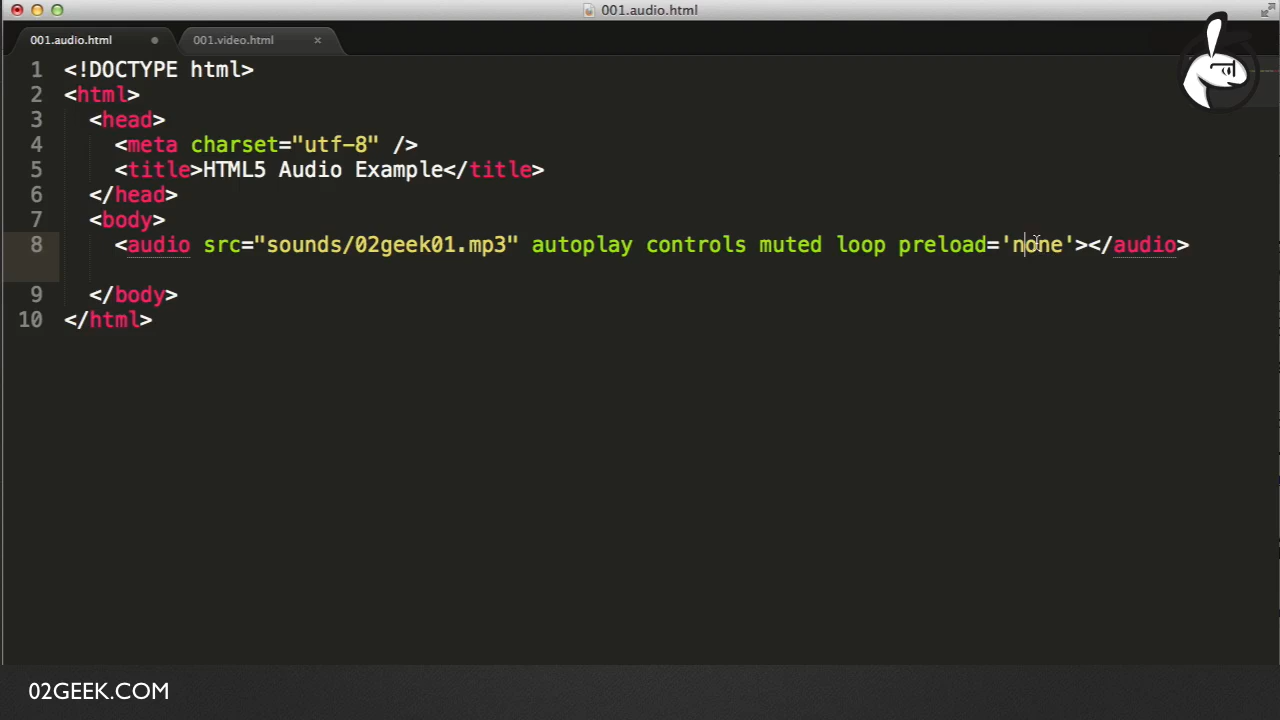 001.audio.html
001.audio.html
001.video.html
1 <!DOCTYPE html>
2 <html>
3 <head>
4 <meta charset="utf-8" />
5 <title>HTML5 Audio Example</title>
6 </head>
7 <body>
8 <audio src="sounds/02geek01.mp3" autoplay controls muted loop preload='none'></audio>
9 </body>
10 </html>
02GEEK.COM